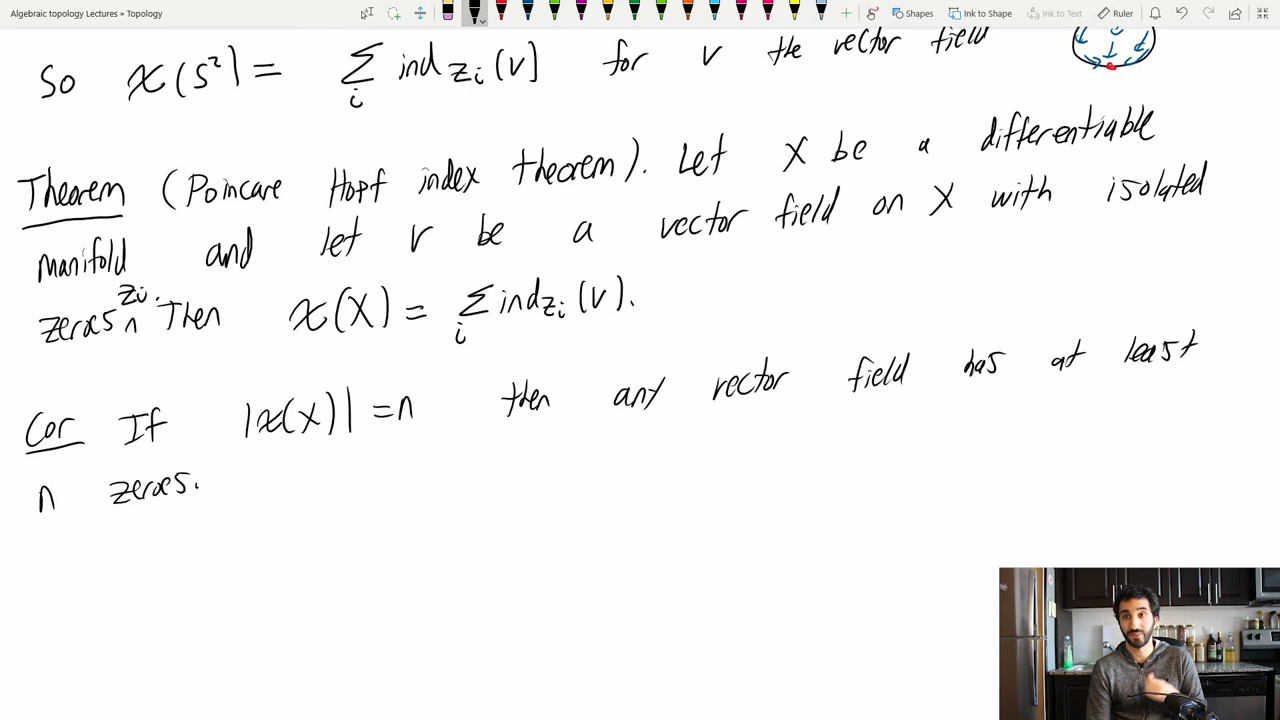 Algebraic topology Lectures » Topology
Shapes Ink to Shape Ink to Text Ruler
So χ(S²) = Σ_i ind_{z_i}(v) for v the vector field
Theorem (Poincare Hopf index theorem). Let X be a differentiable
manifold and let v be a vector field on X with isolated
zeroes z_i. Then χ(X) = Σ_i ind_{z_i}(v).
Cor If |χ(X)| = n then any vector field has at least
n zeroes.